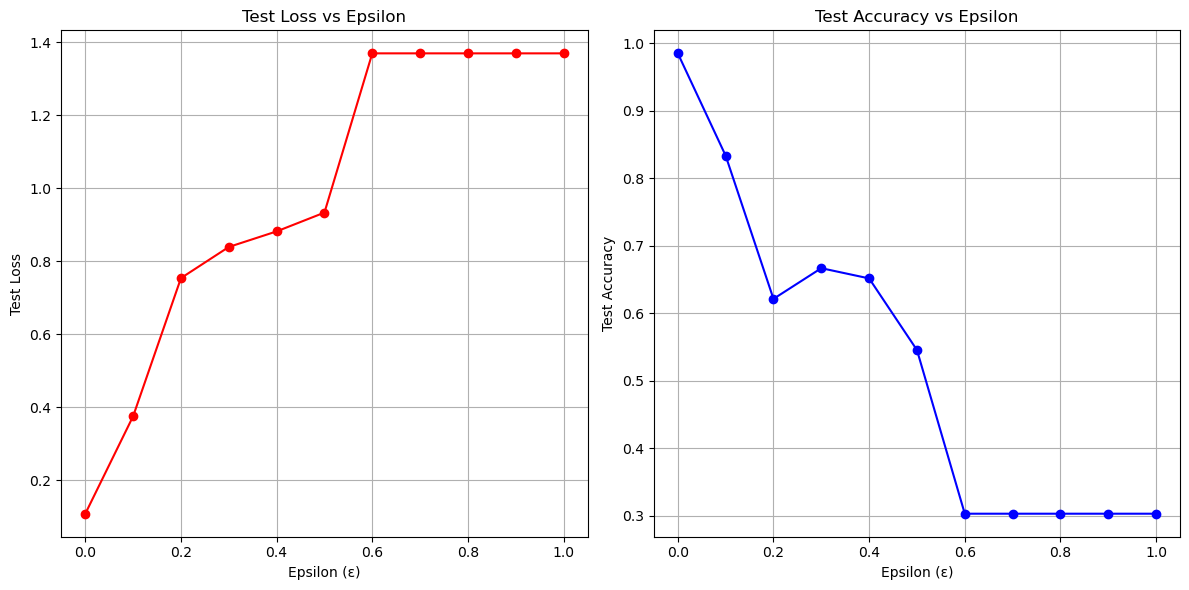 Test Loss vs Epsilon
1.4
1.2
1.0
0.8
0.6
0.4
0.2
Test Loss
0.0 0.2 0.4 0.6 0.8 1.0
Epsilon (ε)
Test Accuracy vs Epsilon
1.0
0.9
0.8
0.7
0.6
0.5
0.4
0.3
Test Accuracy
0.0 0.2 0.4 0.6 0.8 1.0
Epsilon (ε)